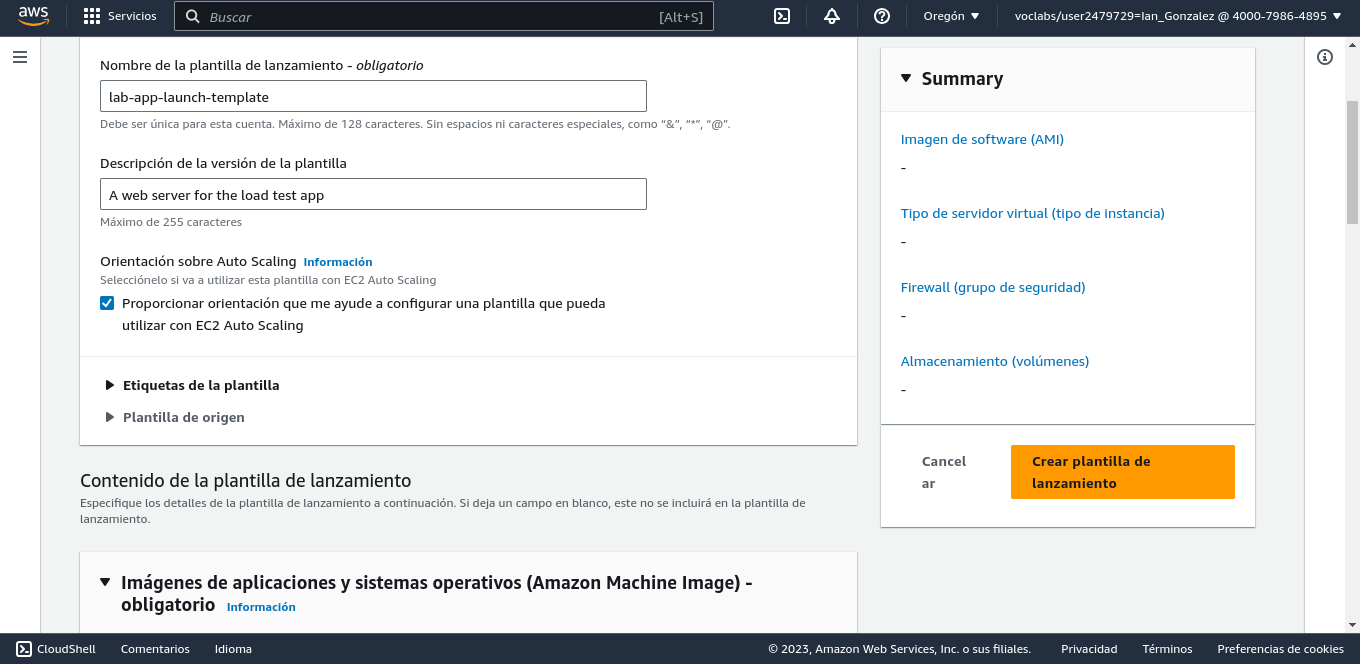 aws
Servicios
Buscar
[Alt+S]
Oregón
voclabs/user2479729=Ian_Gonzalez @ 4000-7986-4895
Nombre de la plantilla de lanzamiento - obligatorio
lab-app-launch-template
Debe ser única para esta cuenta. Máximo de 128 caracteres. Sin espacios ni caracteres especiales, como “&”, “*”, “@”.
Descripción de la versión de la plantilla
A web server for the load test app
Máximo de 255 caracteres
Orientación sobre Auto Scaling Información
Selecciónelo si va a utilizar esta plantilla con EC2 Auto Scaling
Proporcionar orientación que me ayude a configurar una plantilla que pueda
utilizar con EC2 Auto Scaling
Etiquetas de la plantilla
Plantilla de origen
Contenido de la plantilla de lanzamiento
Especifique los detalles de la plantilla de lanzamiento a continuación. Si deja un campo en blanco, este no se incluirá en la plantilla de
lanzamiento.
Imágenes de aplicaciones y sistemas operativos (Amazon Machine Image) -
obligatorio Información
Summary
Imagen de software (AMI)
-
Tipo de servidor virtual (tipo de instancia)
-
Firewall (grupo de seguridad)
-
Almacenamiento (volúmenes)
-
Cancel
ar
Crear plantilla de
lanzamiento
CloudShell
Comentarios
Idioma
© 2023, Amazon Web Services, Inc. o sus filiales.
Privacidad
Términos
Preferencias de cookies